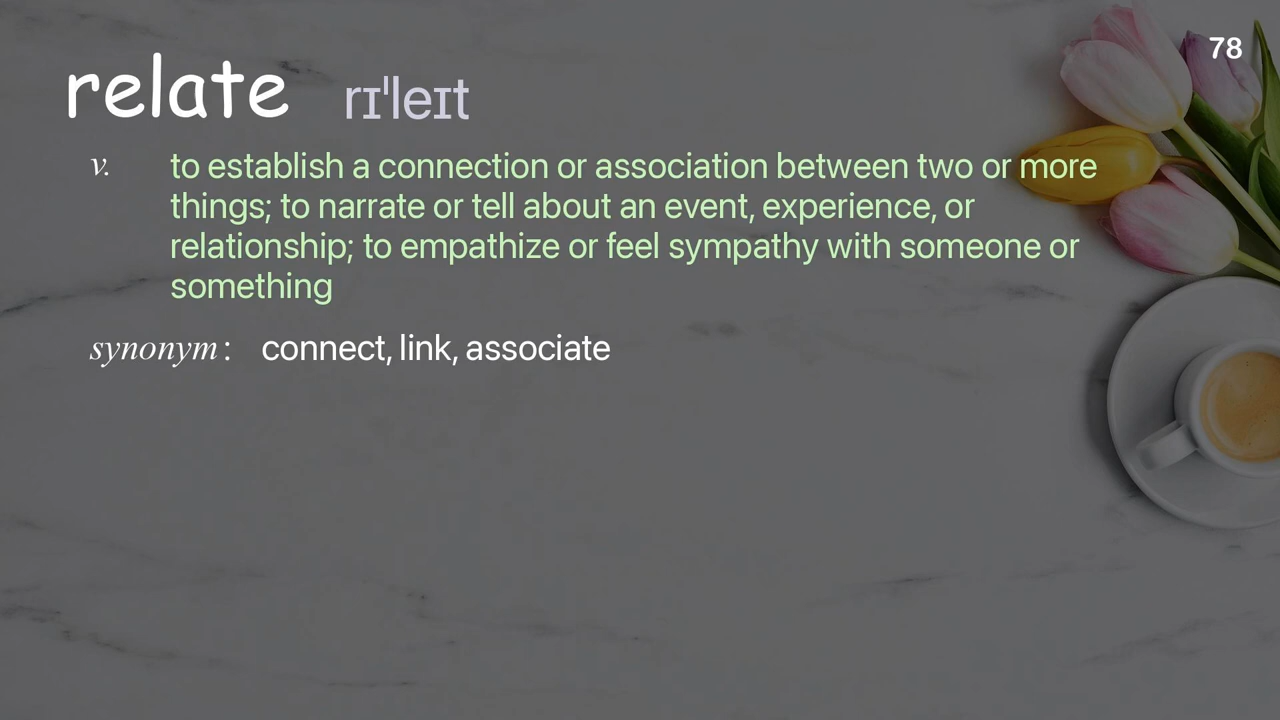 78
relate rɪˈleɪt
v. to establish a connection or association between two or more
things; to narrate or tell about an event, experience, or
relationship; to empathize or feel sympathy with someone or
something
synonym : connect, link, associate